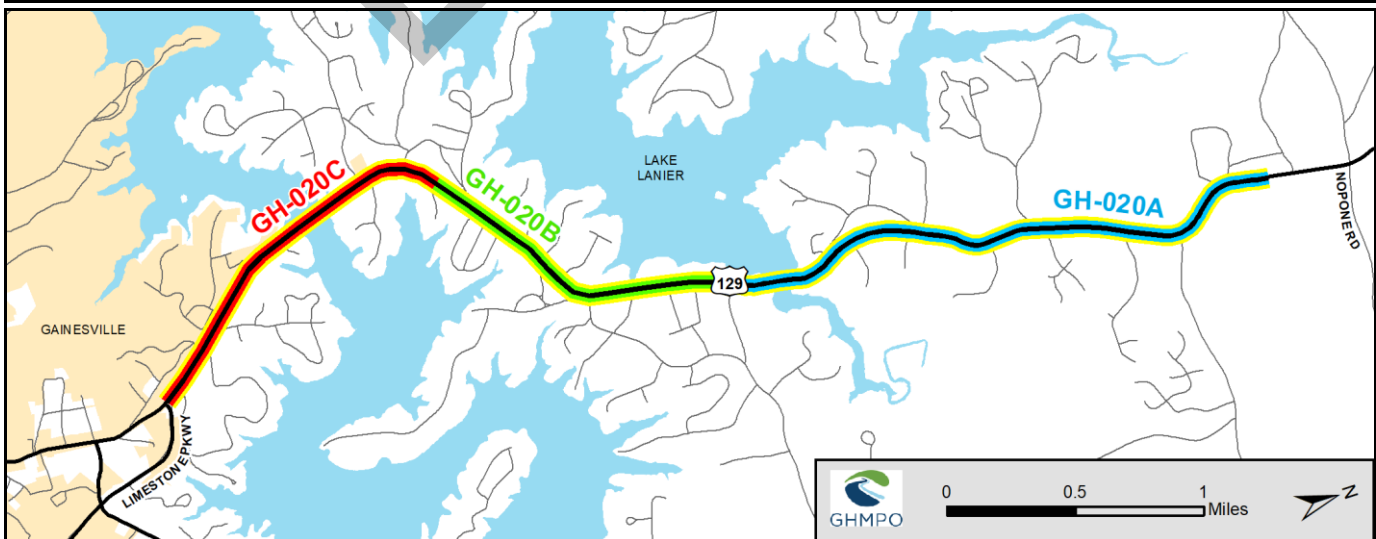 LAKE
LANIER
GH-020C
GH-020B
GH-020A
NOPONE RD
129
GAINESVILLE
LIMESTONE PKWY
GHMPO
0 0.5 1
Miles
N